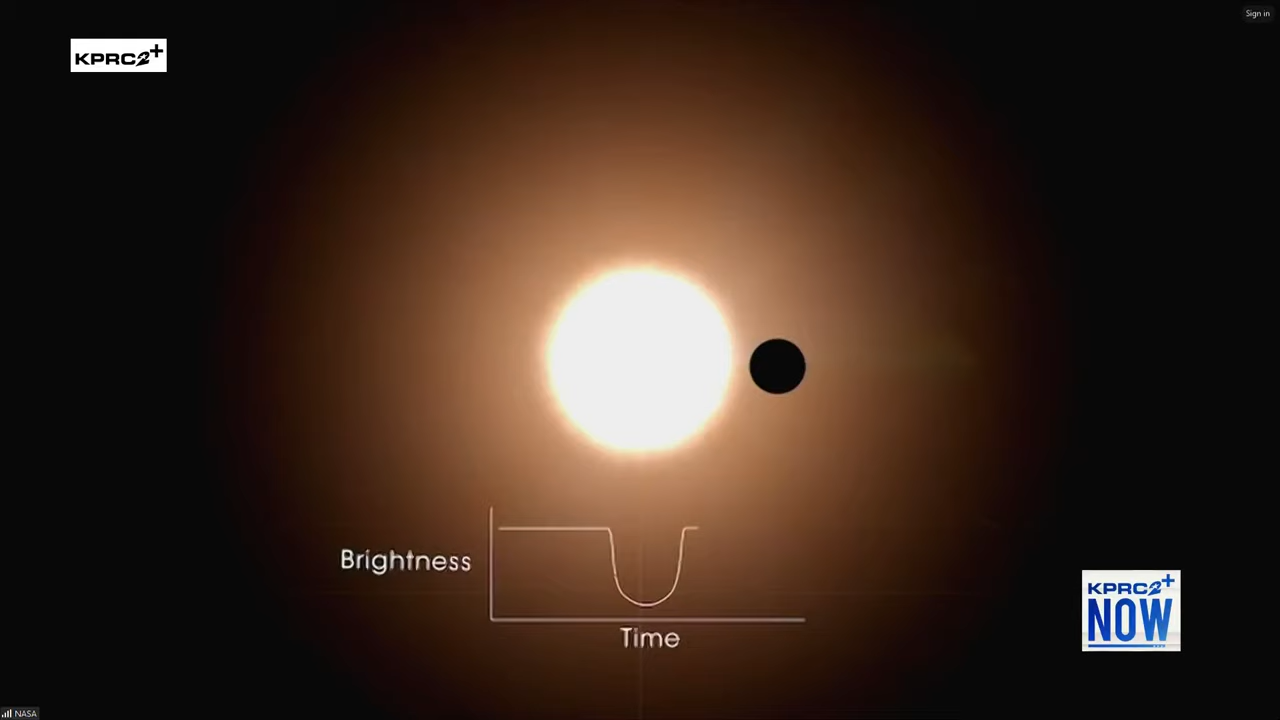 Sign in
KPRC2+
Brightness
Time
KPRC2+
NOW
NASA